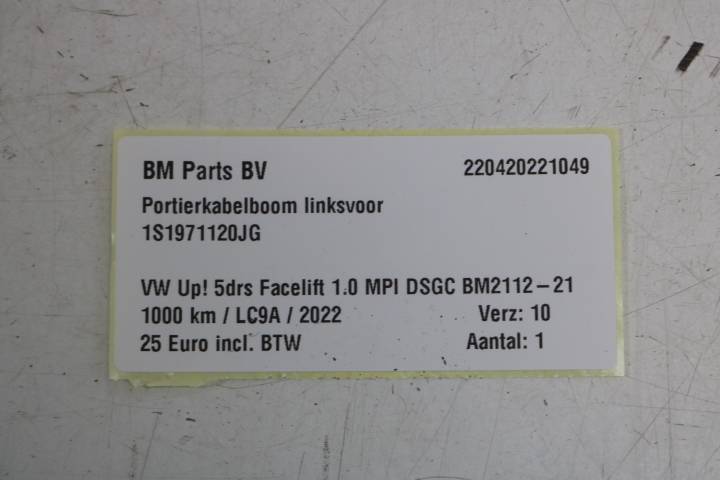 BM Parts BV 220420221049
Portierkabelboom linksvoor
1S1971120JG
VW Up! 5drs Facelift 1.0 MPI DSGC BM2112-21
1000 km / LC9A / 2022 Verz: 10
25 Euro incl. BTW Aantal: 1